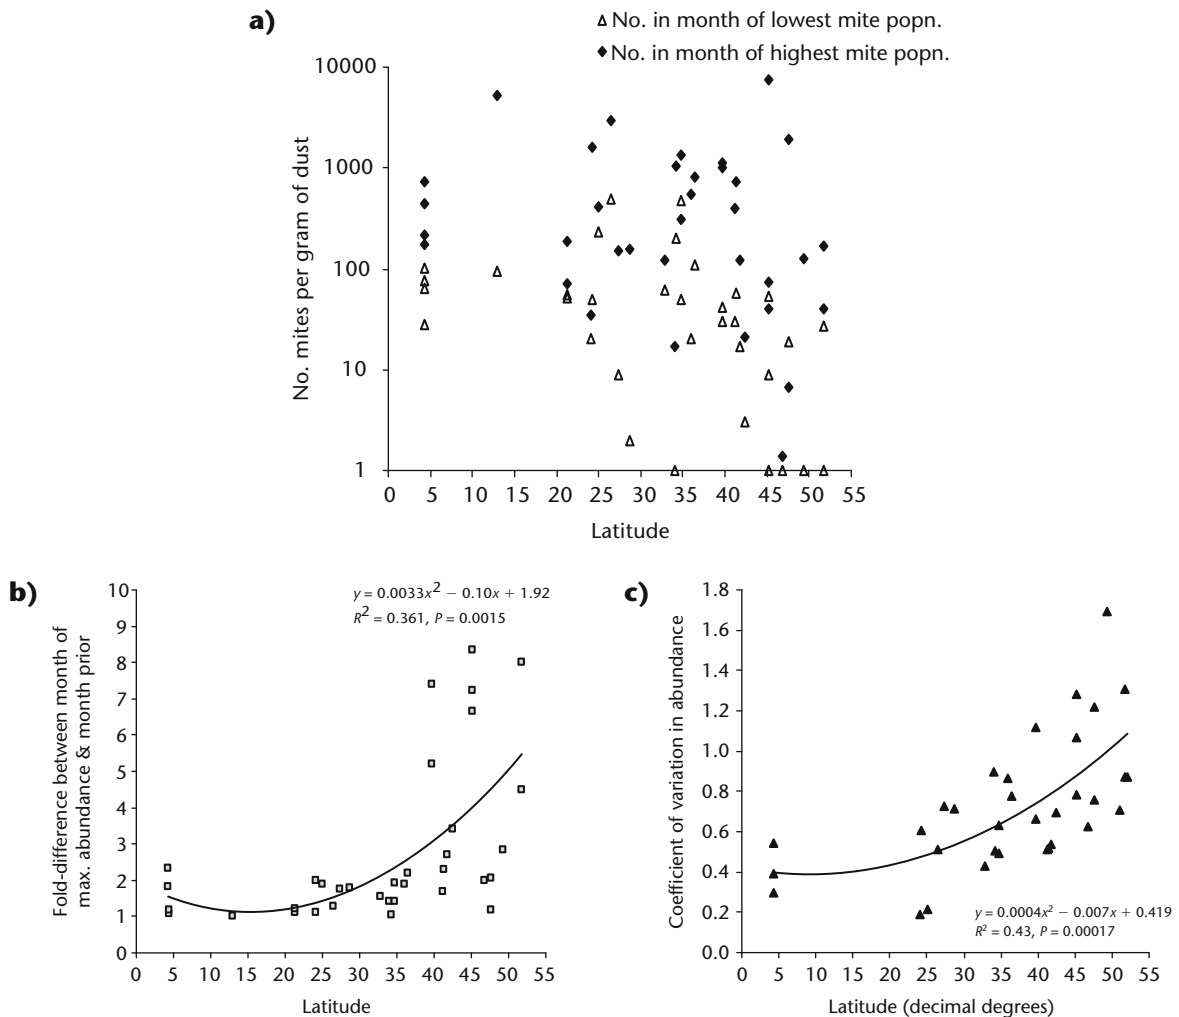 a)
△ No. in month of lowest mite popn.
◆ No. in month of highest mite popn.
No. mites per gram of dust
10000
1000
100
10
1
0 5 10 15 20 25 30 35 40 45 50 55
Latitude
b)
y = 0.0033x² − 0.10x + 1.92
R² = 0.361, P = 0.0015
Fold-difference between month of
max. abundance & month prior
10
9
8
7
6
5
4
3
2
1
0
0 5 10 15 20 25 30 35 40 45 50 55
Latitude
c)
Coefficient of variation in abundance
1.8
1.6
1.4
1.2
1.0
0.8
0.6
0.4
0.2
0.0
y = 0.0004x² − 0.007x + 0.419
R² = 0.43, P = 0.00017
0 5 10 15 20 25 30 35 40 45 50 55
Latitude (decimal degrees)